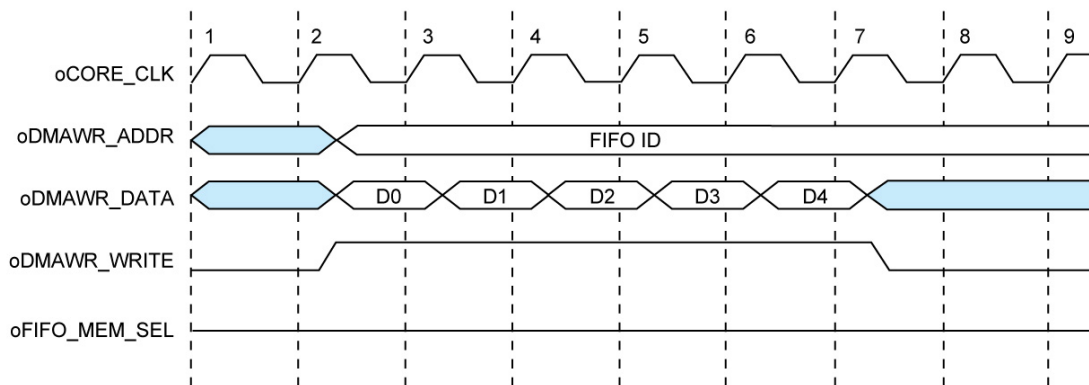 1 2 3 4 5 6 7 8 9
oCORE_CLK
oDMAWR_ADDR FIFO ID
oDMAWR_DATA D0 D1 D2 D3 D4
oDMAWR_WRITE
oFIFO_MEM_SEL